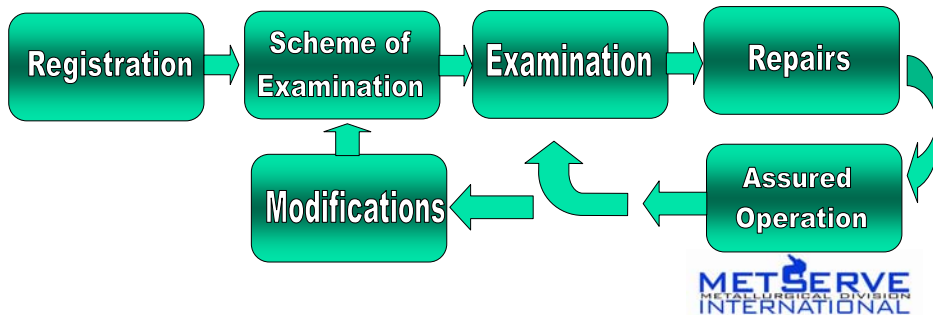 Registration
Scheme of
Examination
Examination
Repairs
Modifications
Assured
Operation
METSERVE
METALLURGICAL DIVISION
INTERNATIONAL